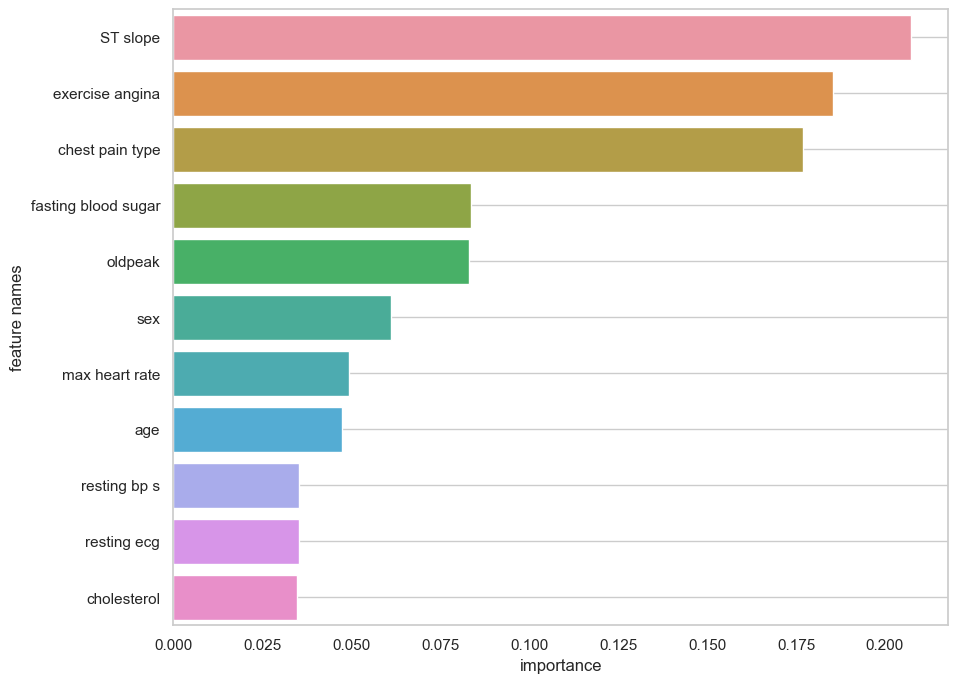 ST slope
exercise angina
chest pain type
fasting blood sugar
oldpeak
sex
max heart rate
age
resting bp s
resting ecg
cholesterol
feature names
0.000 0.025 0.050 0.075 0.100 0.125 0.150 0.175 0.200
importance